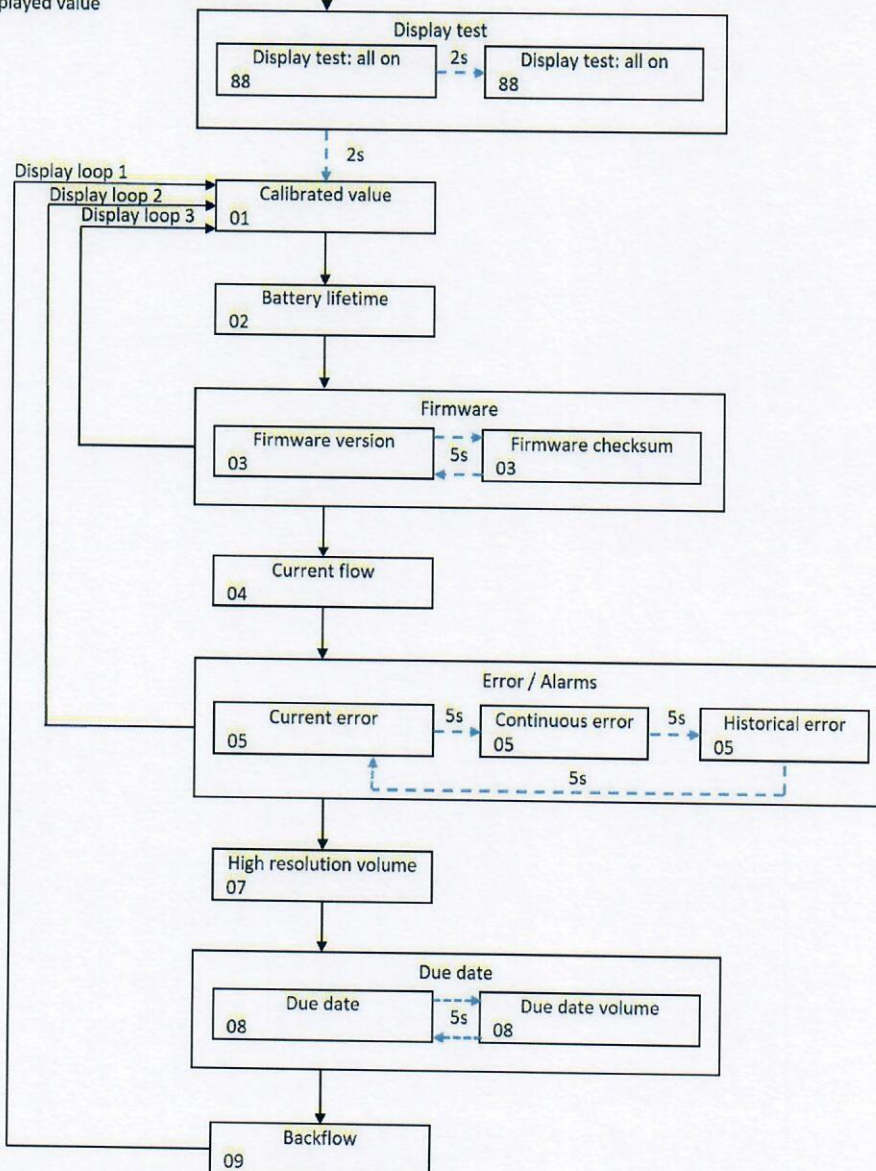 played value
Display test
Display test: all on
88
2s
Display test: all on
88
2s
Display loop 1
Display loop 2
Display loop 3
Calibrated value
01
Battery lifetime
02
Firmware
Firmware version
03
5s
Firmware checksum
03
Current flow
04
Error / Alarms
Current error
05
5s
Continuous error
05
5s
Historical error
05
5s
High resolution volume
07
Due date
Due date
08
5s
Due date volume
08
Backflow
09